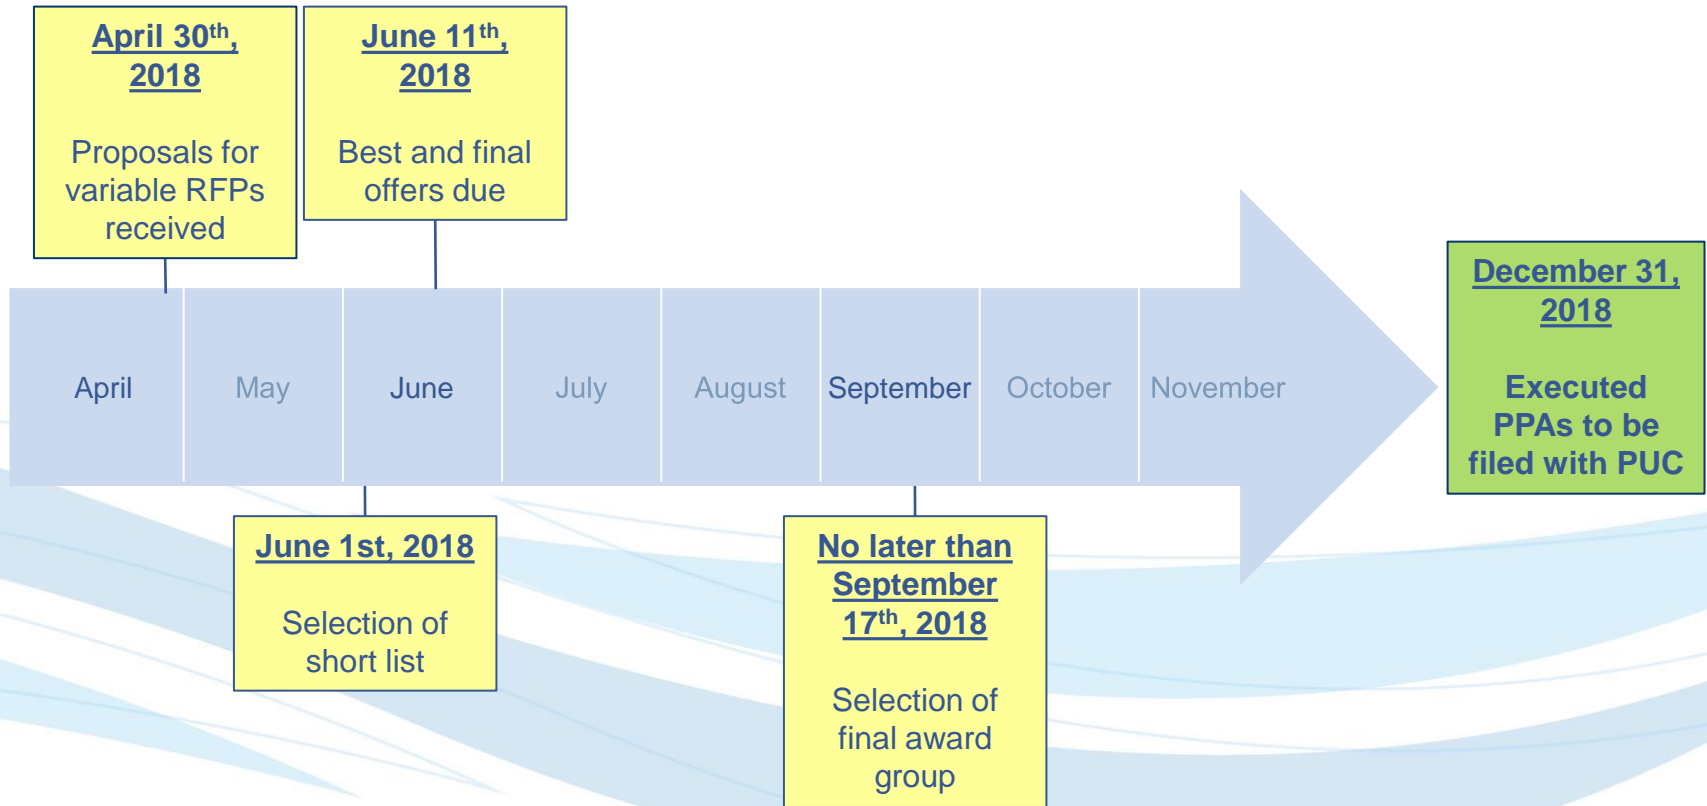 April 30th,
2018
Proposals for
variable RFPs
received
June 11th,
2018
Best and final
offers due
April
May
June
July
August
September
October
November
December 31,
2018
Executed
PPAs to be
filed with PUC
June 1st, 2018
Selection of
short list
No later than
September
17th, 2018
Selection of
final award
group